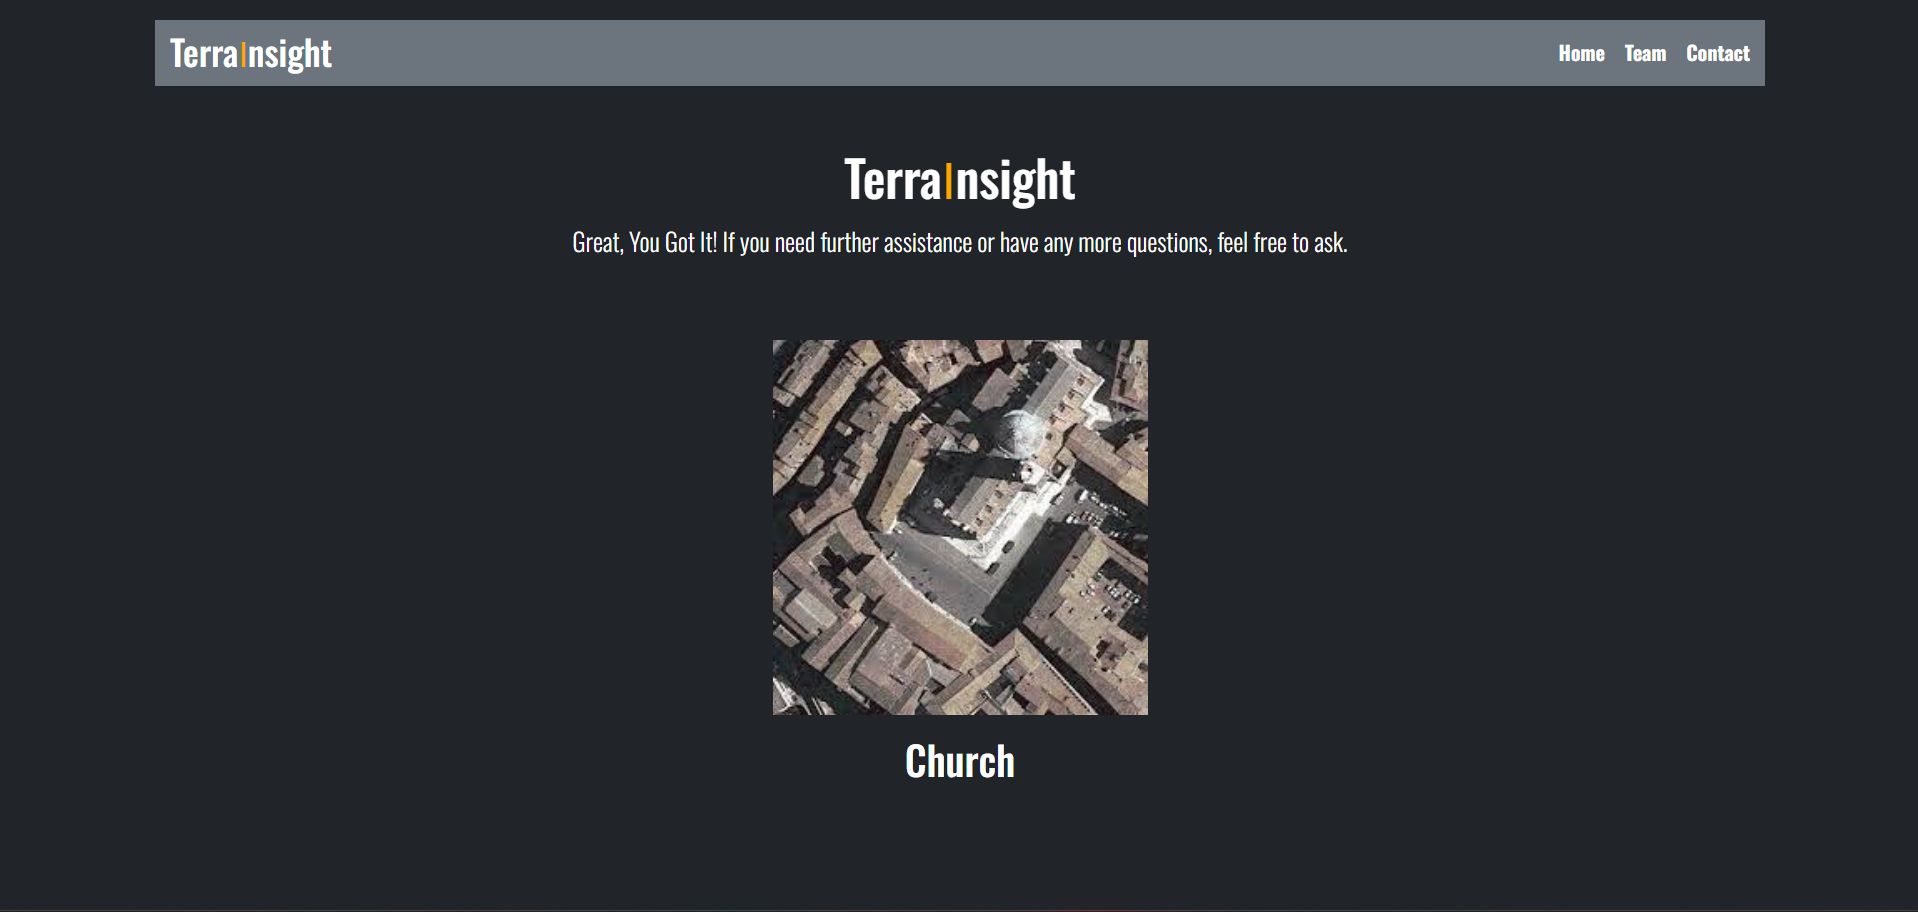 TerraInsight
Home Team Contact
TerraInsight
Great, You Got It! If you need further assistance or have any more questions, feel free to ask.
Church